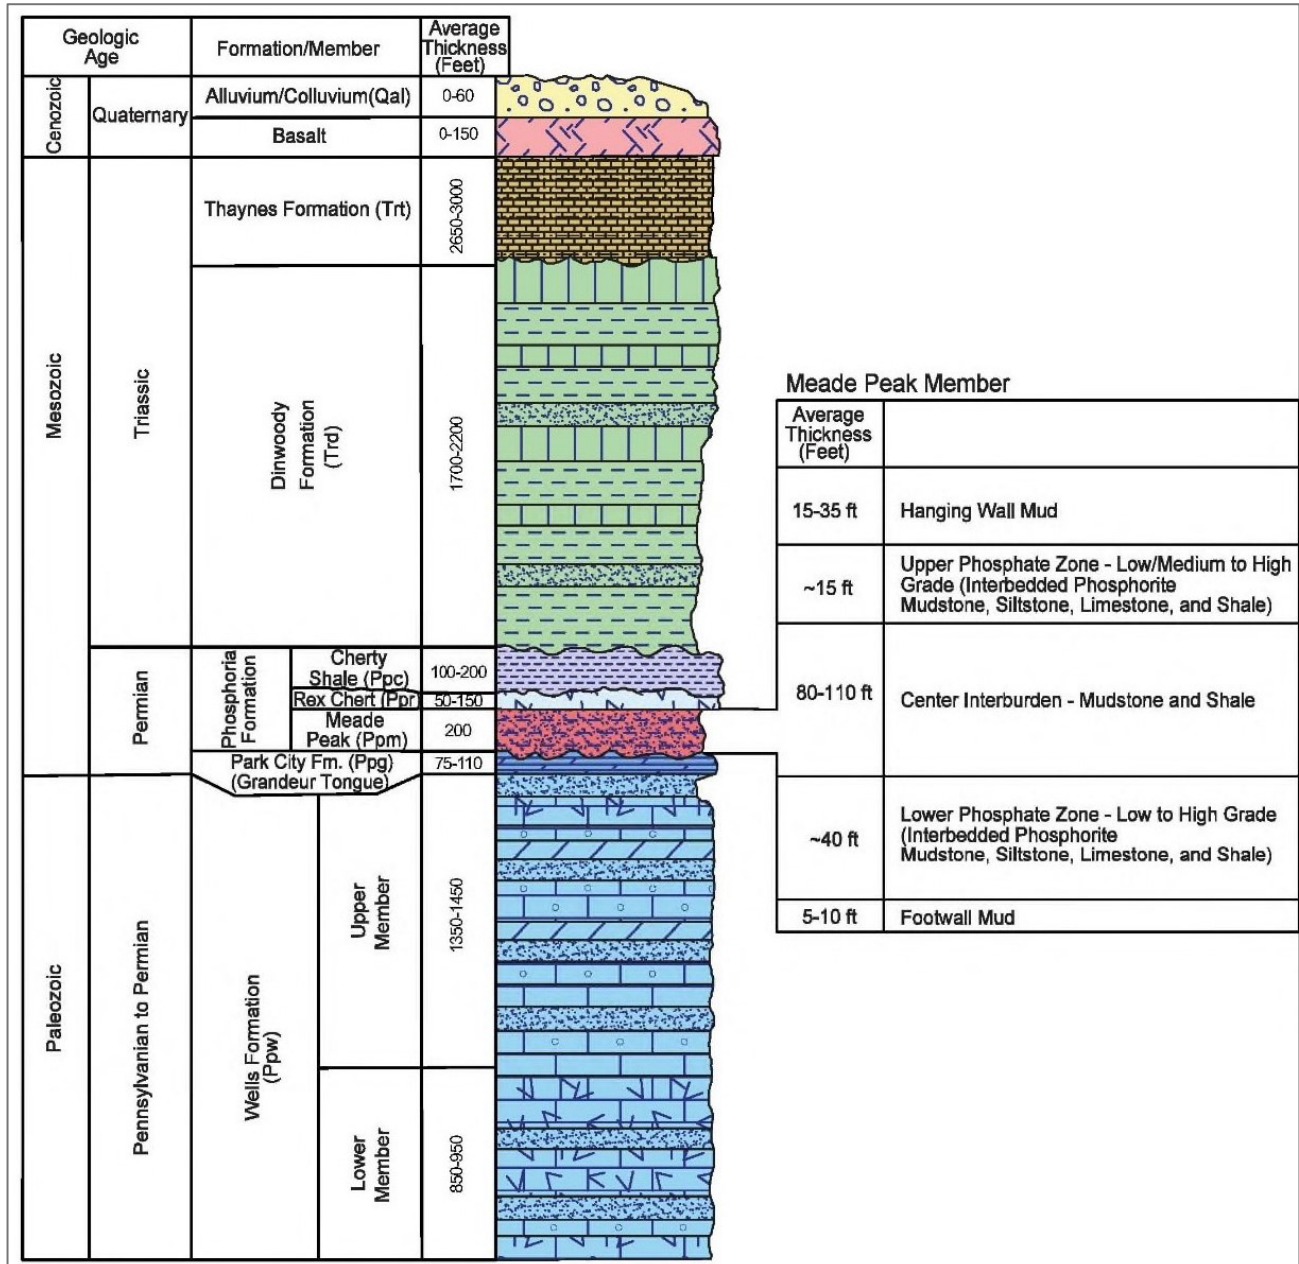 Geologic
Age
Formation/Member
Average
Thickness
(Feet)
Cenozoic
Quaternary
Alluvium/Colluvium(Qal)
0-60
Basalt
0-150
Mesozoic
Triassic
Thaynes Formation (Trt)
2650-3000
Dinwoody
Formation
(Trd)
1700-2200
Permian
Phosphoria
Formation
Cherty
Shale (Ppc)
100-200
Rex Chert (Ppr
50-150
Meade
Peak (Ppm)
200
Park City Fm. (Ppg)
(Grandeur Tongue)
75-110
Paleozoic
Pennsylvanian to Permian
Wells Formation
(Ppw)
Upper
Member
1350-1450
Lower
Member
850-950
Meade Peak Member
Average
Thickness
(Feet)
15-35 ft
Hanging Wall Mud
~15 ft
Upper Phosphate Zone - Low/Medium to High
Grade (Interbedded Phosphorite
Mudstone, Siltstone, Limestone, and Shale)
80-110 ft
Center Interburden - Mudstone and Shale
~40 ft
Lower Phosphate Zone - Low to High Grade
(Interbedded Phosphorite
Mudstone, Siltstone, Limestone, and Shale)
5-10 ft
Footwall Mud